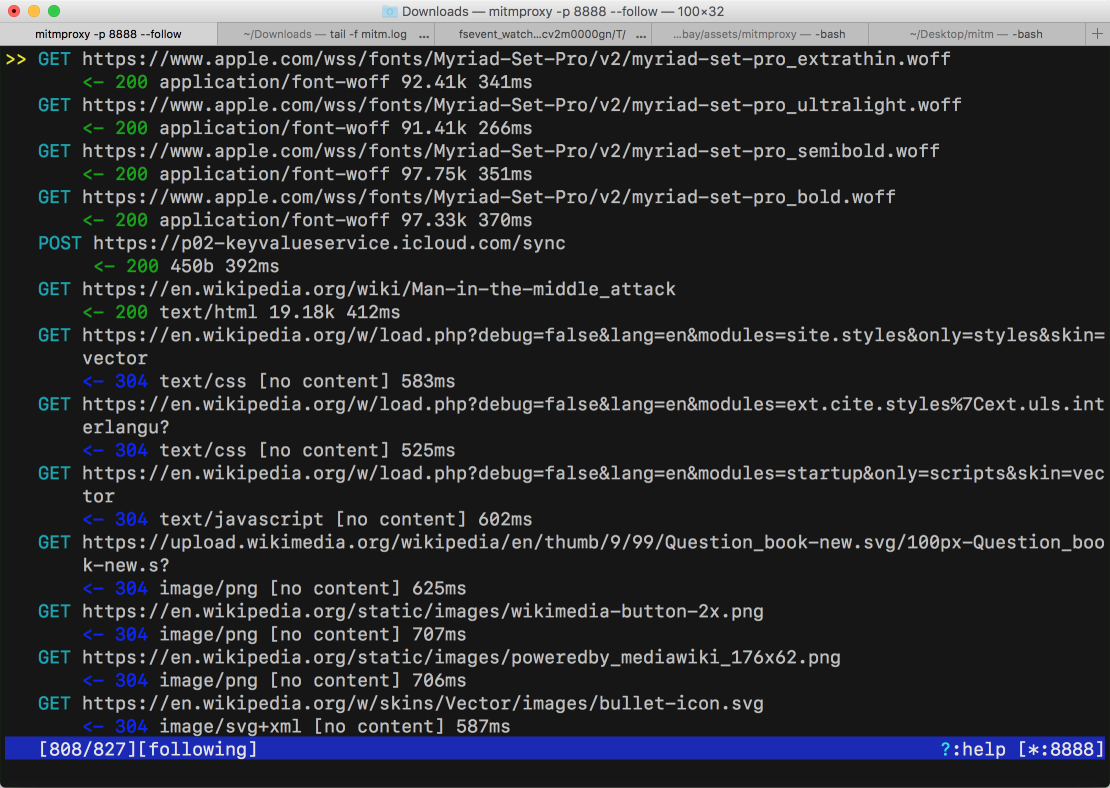 Downloads — mitmproxy -p 8888 --follow — 100×32
mitmproxy -p 8888 --follow
~/Downloads — tail -f mitm.log ...
fsevent_watch...cv2m0000gn/T/ ...
...bay/assets/mitmproxy — -bash
~/Desktop/mitm — -bash
+
>> GET https://www.apple.com/wss/fonts/Myriad-Set-Pro/v2/myriad-set-pro_extrathin.woff
<- 200 application/font-woff 92.41k 341ms
GET https://www.apple.com/wss/fonts/Myriad-Set-Pro/v2/myriad-set-pro_ultralight.woff
<- 200 application/font-woff 91.41k 266ms
GET https://www.apple.com/wss/fonts/Myriad-Set-Pro/v2/myriad-set-pro_semibold.woff
<- 200 application/font-woff 97.75k 351ms
GET https://www.apple.com/wss/fonts/Myriad-Set-Pro/v2/myriad-set-pro_bold.woff
<- 200 application/font-woff 97.33k 370ms
POST https://p02-keyvalueservice.icloud.com/sync
<- 200 450b 392ms
GET https://en.wikipedia.org/wiki/Man-in-the-middle_attack
<- 200 text/html 19.18k 412ms
GET https://en.wikipedia.org/w/load.php?debug=false&lang=en&modules=site.styles&only=styles&skin=
vector
<- 304 text/css [no content] 583ms
GET https://en.wikipedia.org/w/load.php?debug=false&lang=en&modules=ext.cite.styles%7Cext.uls.int
erlangu?
<- 304 text/css [no content] 525ms
GET https://en.wikipedia.org/w/load.php?debug=false&lang=en&modules=startup&only=scripts&skin=vec
tor
<- 304 text/javascript [no content] 602ms
GET https://upload.wikimedia.org/wikipedia/en/thumb/9/99/Question_book-new.svg/100px-Question_boo
k-new.s?
<- 304 image/png [no content] 625ms
GET https://en.wikipedia.org/static/images/wikimedia-button-2x.png
<- 304 image/png [no content] 707ms
GET https://en.wikipedia.org/static/images/poweredby_mediawiki_176x62.png
<- 304 image/png [no content] 706ms
GET https://en.wikipedia.org/w/skins/Vector/images/bullet-icon.svg
<- 304 image/svg+xml [no content] 587ms
[808/827][following] ?:help [*:8888]